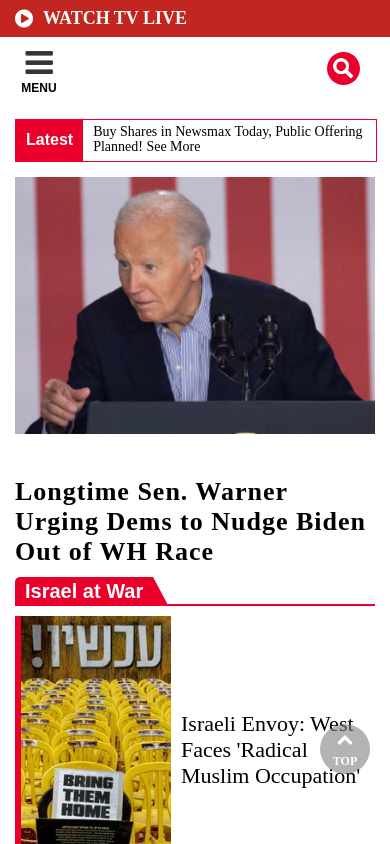 WATCH TV LIVE
MENU
Latest
Buy Shares in Newsmax Today, Public Offering
Planned! See More
Longtime Sen. Warner
Urging Dems to Nudge Biden
Out of WH Race
Israel at War
עכשיו!
BRING
THEM
HOME
Israeli Envoy: West
Faces 'Radical
Muslim Occupation'
TOP